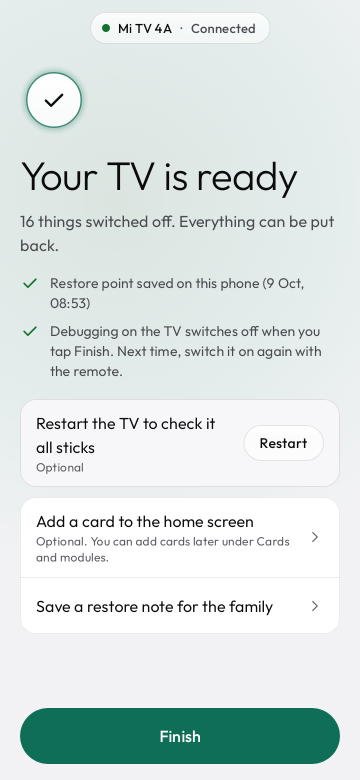 Mi TV 4A · Connected
Your TV is ready
16 things switched off. Everything can be put
back.
Restore point saved on this phone (9 Oct,
08:53)
Debugging on the TV switches off when you
tap Finish. Next time, switch it on again with
the remote.
Restart the TV to check it
all sticks
Optional
Restart
Add a card to the home screen
Optional. You can add cards later under Cards
and modules.
Save a restore note for the family
Finish